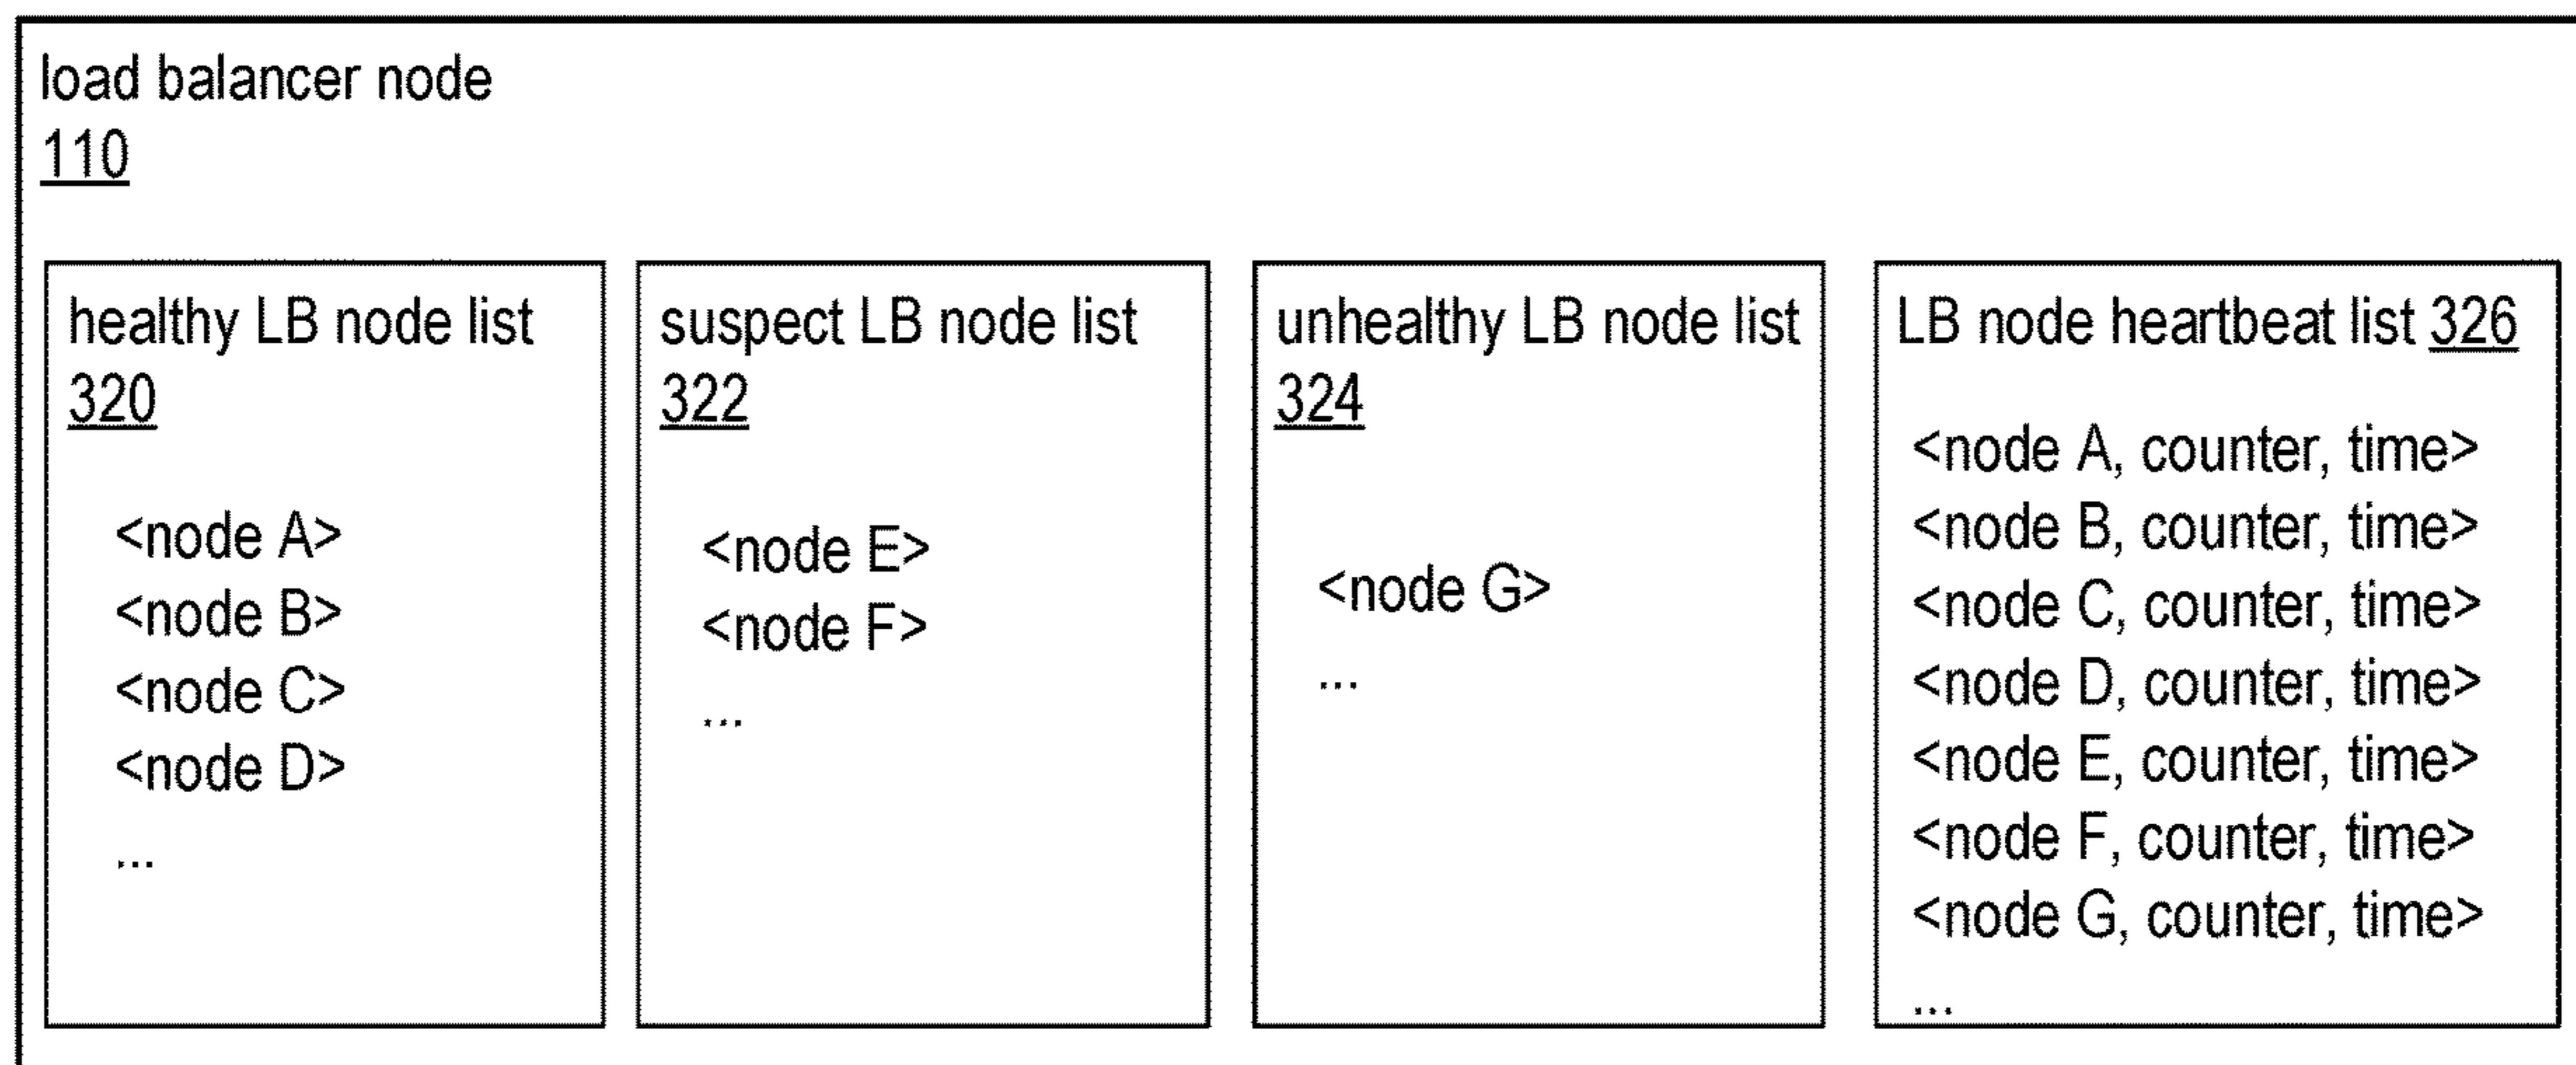 load balancer node
110
healthy LB node list
320
<node A>
<node B>
<node C>
<node D>
...
suspect LB node list
322
<node E>
<node F>
...
unhealthy LB node list
324
<node G>
...
LB node heartbeat list 326
<node A, counter, time>
<node B, counter, time>
<node C, counter, time>
<node D, counter, time>
<node E, counter, time>
<node F, counter, time>
<node G, counter, time>
...